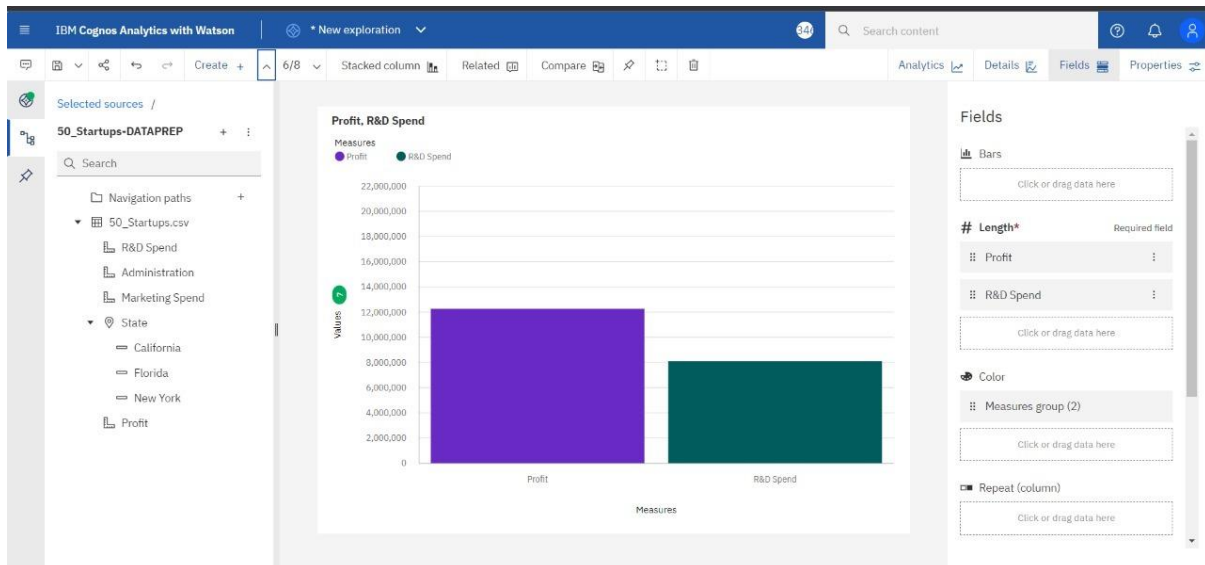 IBM Cognos Analytics with Watson
* New exploration
Search content
Create +
6/8
Stacked column
Related
Compare
Analytics
Details
Fields
Properties
Selected sources /
50_Startups-DATAPREP
Search
Navigation paths
50_Startups.csv
R&D Spend
Administration
Marketing Spend
State
California
Florida
New York
Profit
Profit, R&D Spend
Measures
Profit
R&D Spend
22,000,000
20,000,000
18,000,000
16,000,000
14,000,000
12,000,000
10,000,000
8,000,000
6,000,000
4,000,000
2,000,000
0
Values
7
Profit
R&D Spend
Measures
Fields
Bars
Click or drag data here
# Length*
Required field
Profit
R&D Spend
Click or drag data here
Color
Measures group (2)
Click or drag data here
Repeat (column)
Click or drag data here